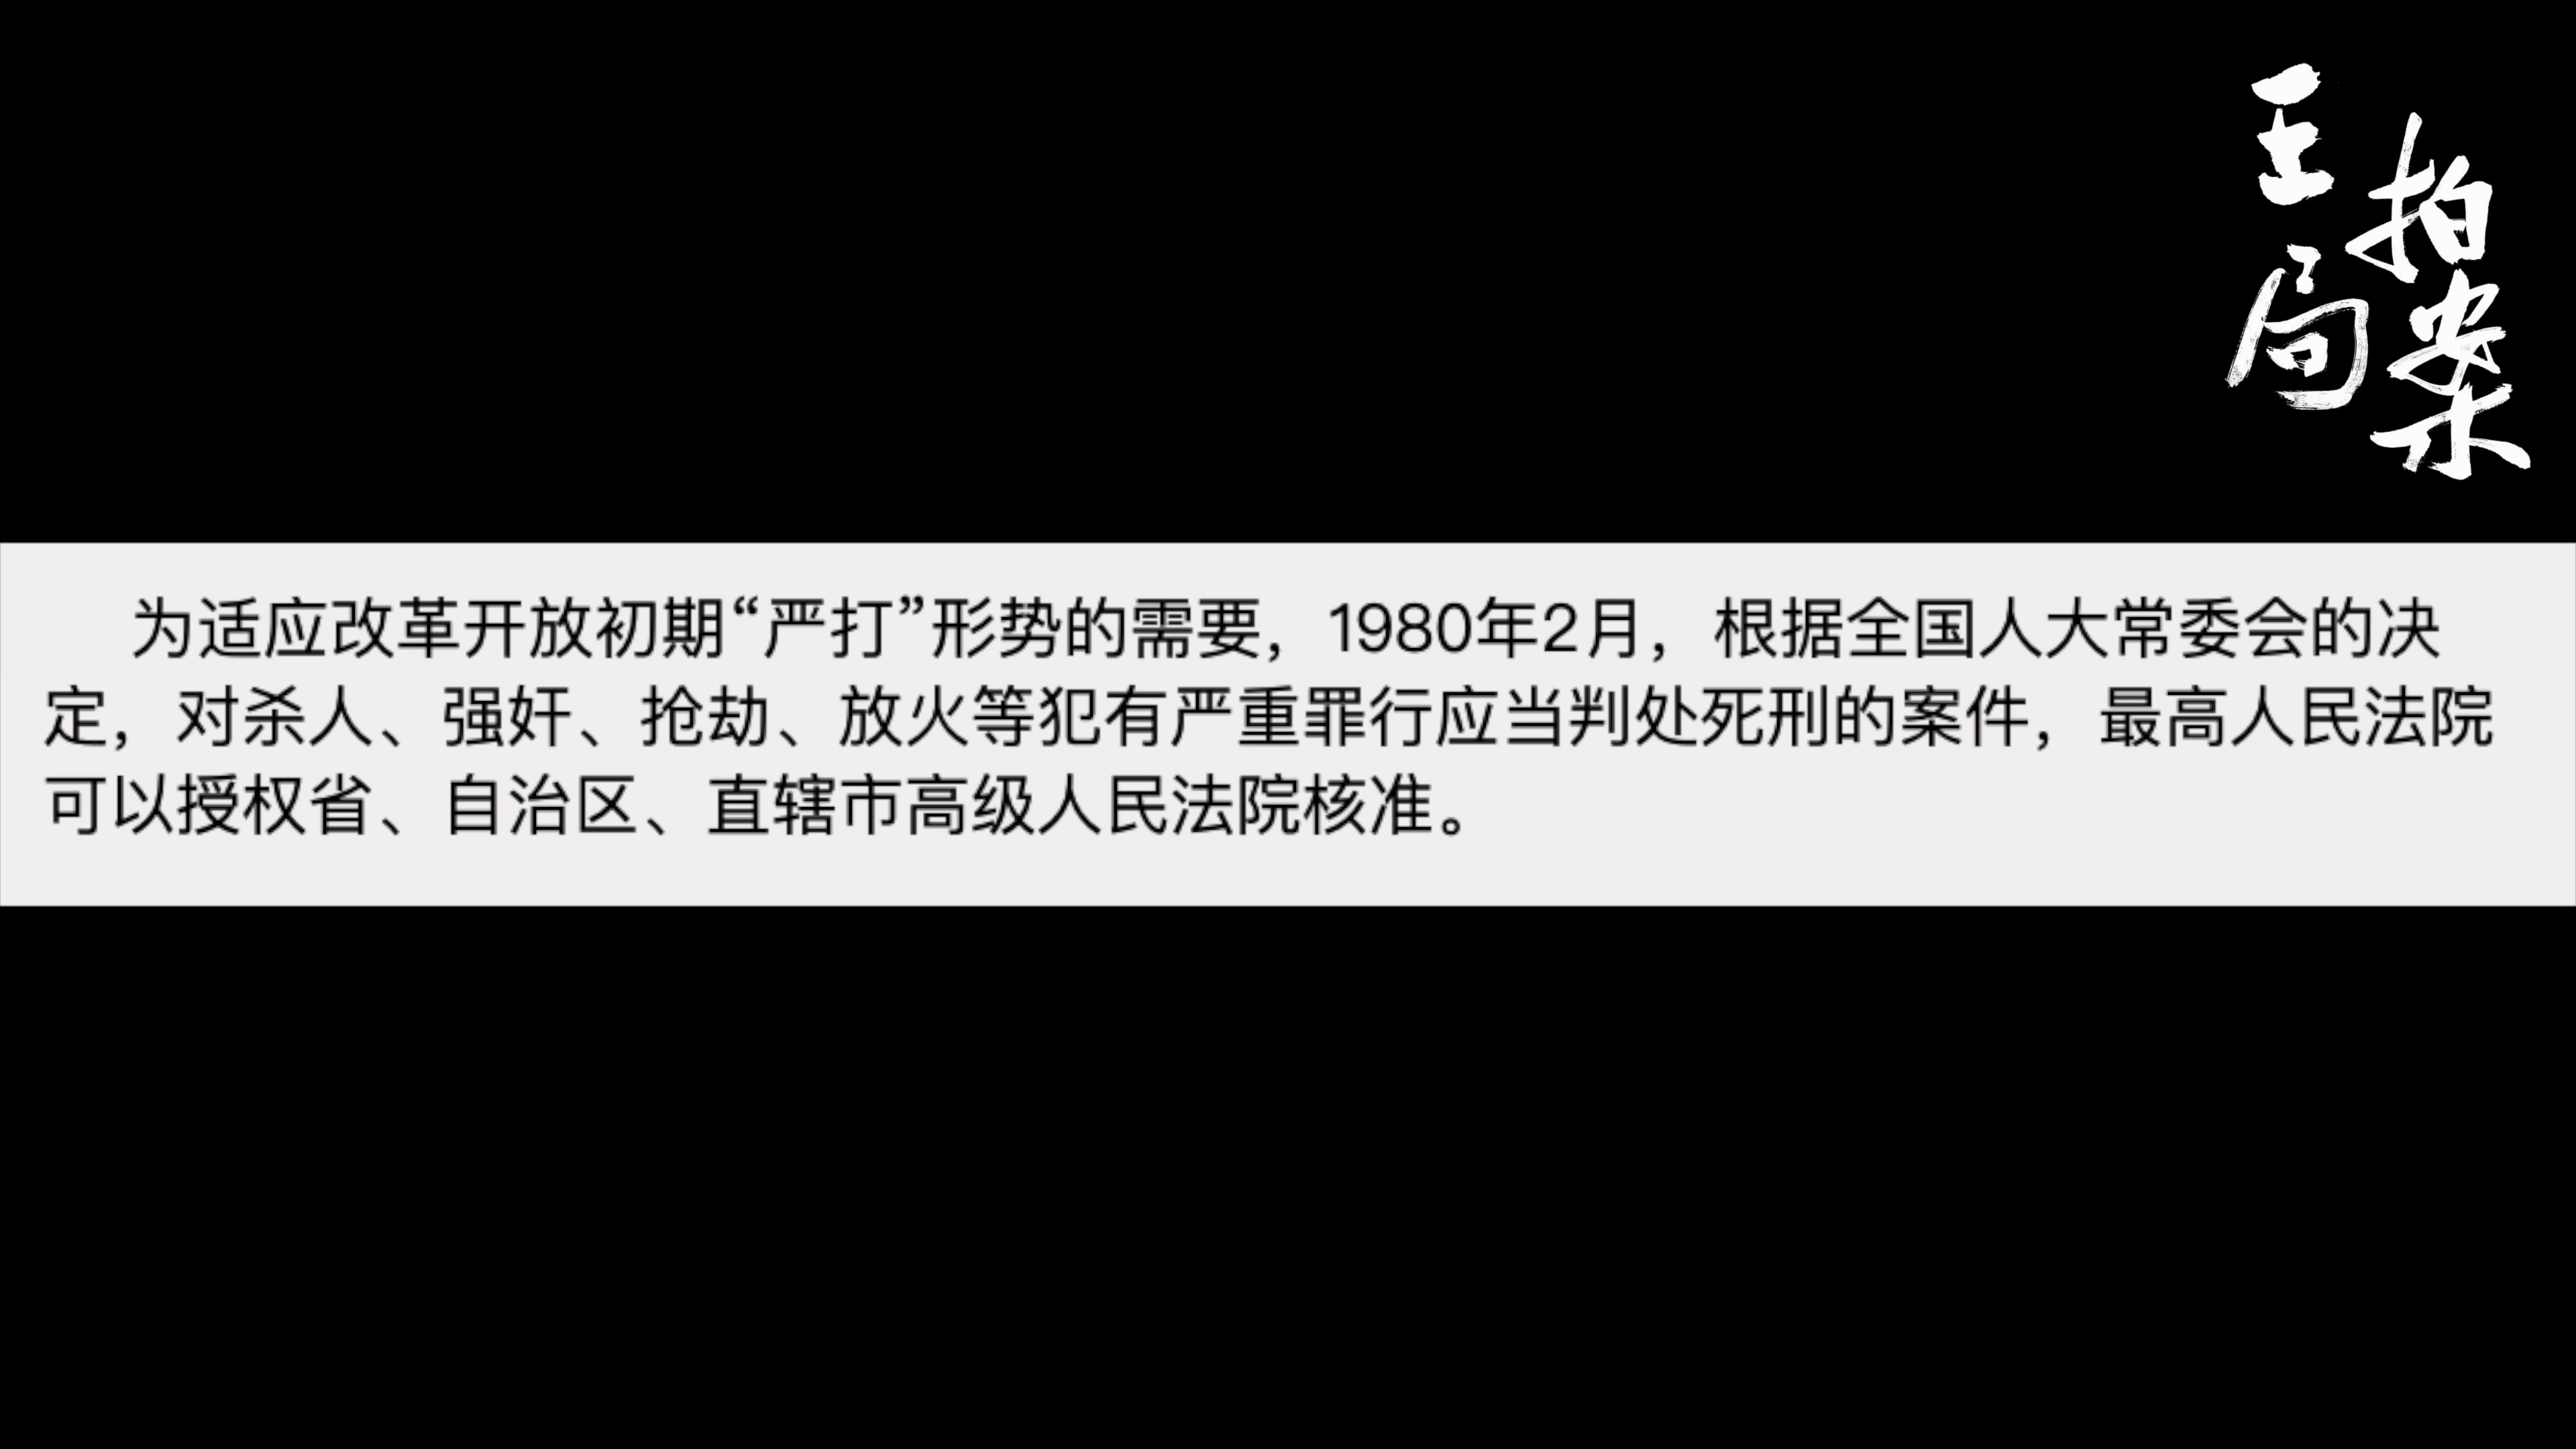 王局
拍案
为适应改革开放初期“严打”形势的需要，1980年2月，根据全国人大常委会的决
定，对杀人、强奸、抢劫、放火等犯有严重罪行应当判处死刑的案件，最高人民法院
可以授权省、自治区、直辖市高级人民法院核准。